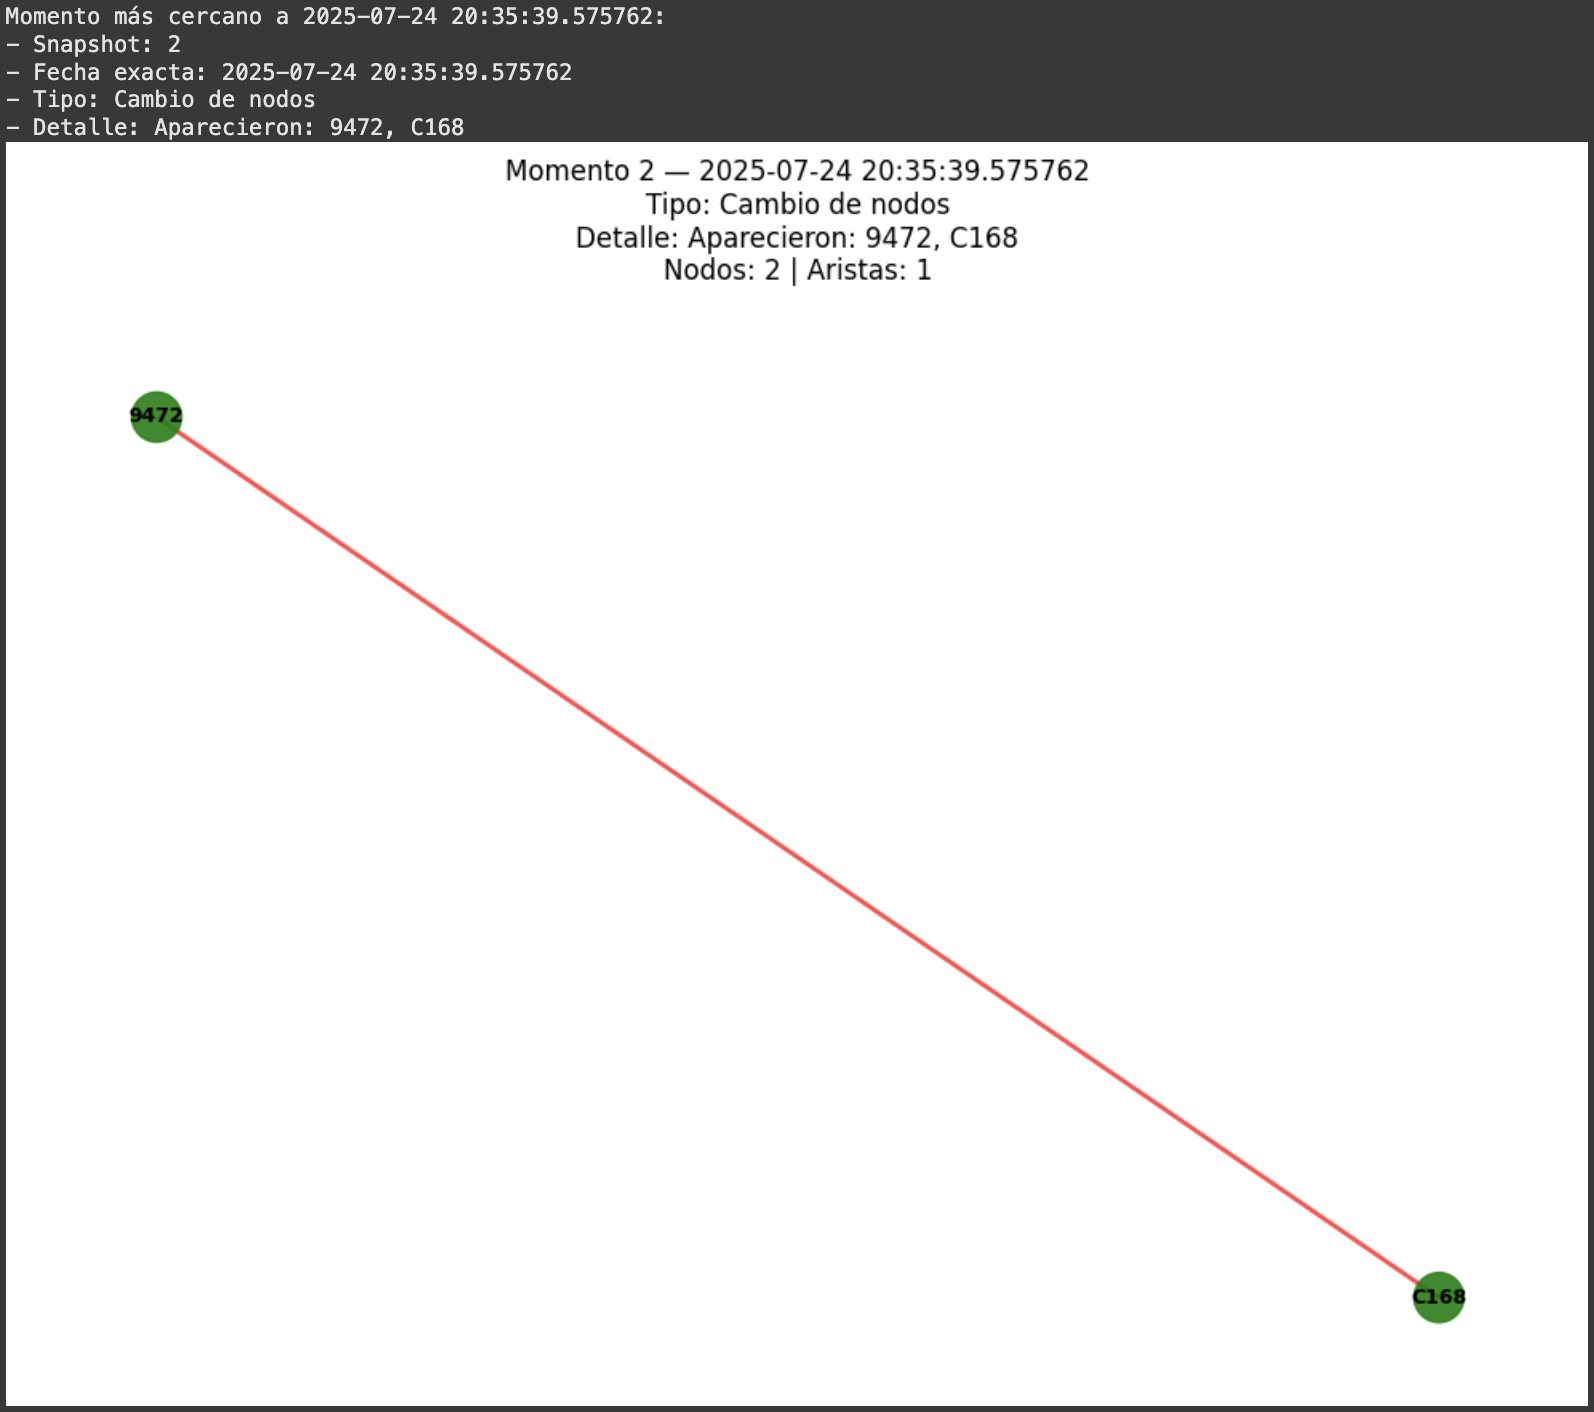 Momento más cercano a 2025-07-24 20:35:39.575762:
- Snapshot: 2
- Fecha exacta: 2025-07-24 20:35:39.575762
- Tipo: Cambio de nodos
- Detalle: Aparecieron: 9472, C168
Momento 2 — 2025-07-24 20:35:39.575762
Tipo: Cambio de nodos
Detalle: Aparecieron: 9472, C168
Nodos: 2 | Aristas: 1
9472
C168